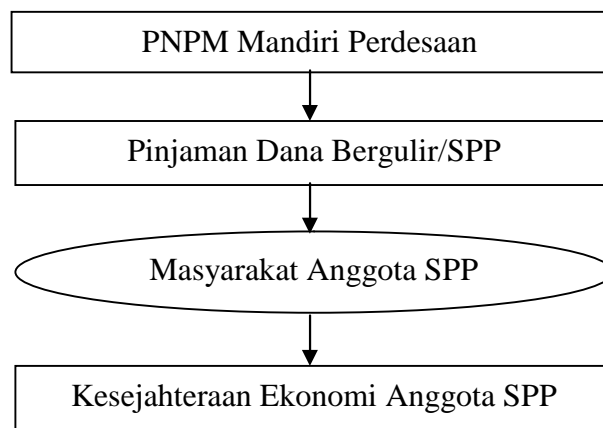 PNPM Mandiri Perdesaan
Pinjaman Dana Bergulir/SPP
Masyarakat Anggota SPP
Kesejahteraan Ekonomi Anggota SPP